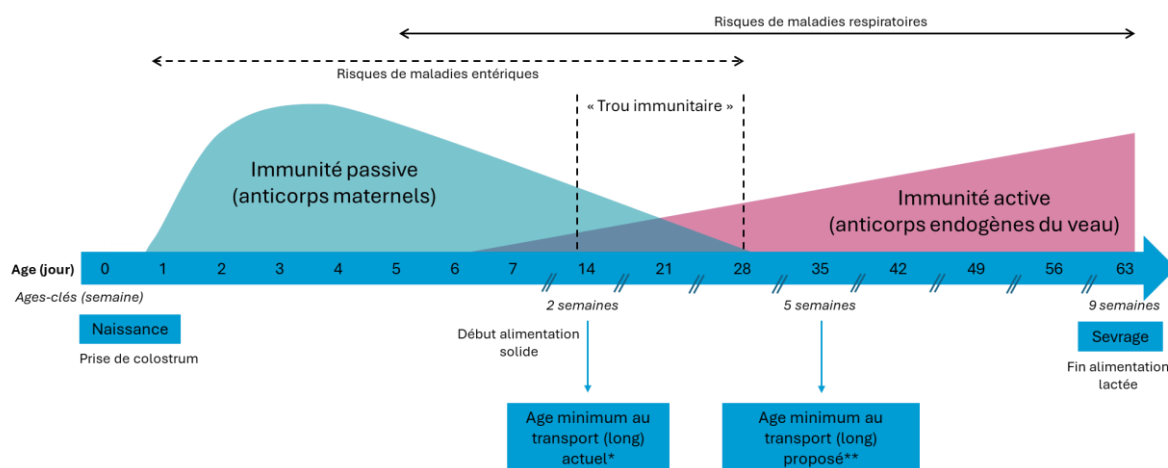 Risques de maladies respiratoires
Risques de maladies entériques
« Trou immunitaire »
Immunité passive
(anticorps maternels)
Immunité active
(anticorps endogènes du veau)
Age (jour) 0 1 2 3 4 5 6 7 14 21 28 35 42 49 56 63
Ages-clés (semaine) 2 semaines 5 semaines 9 semaines
Naissance
Prise de colostrum
Début alimentation
solide
Sevrage
Fin alimentation
lactée
Age minimum au
transport (long)
actuel*
Age minimum au
transport (long)
proposé**